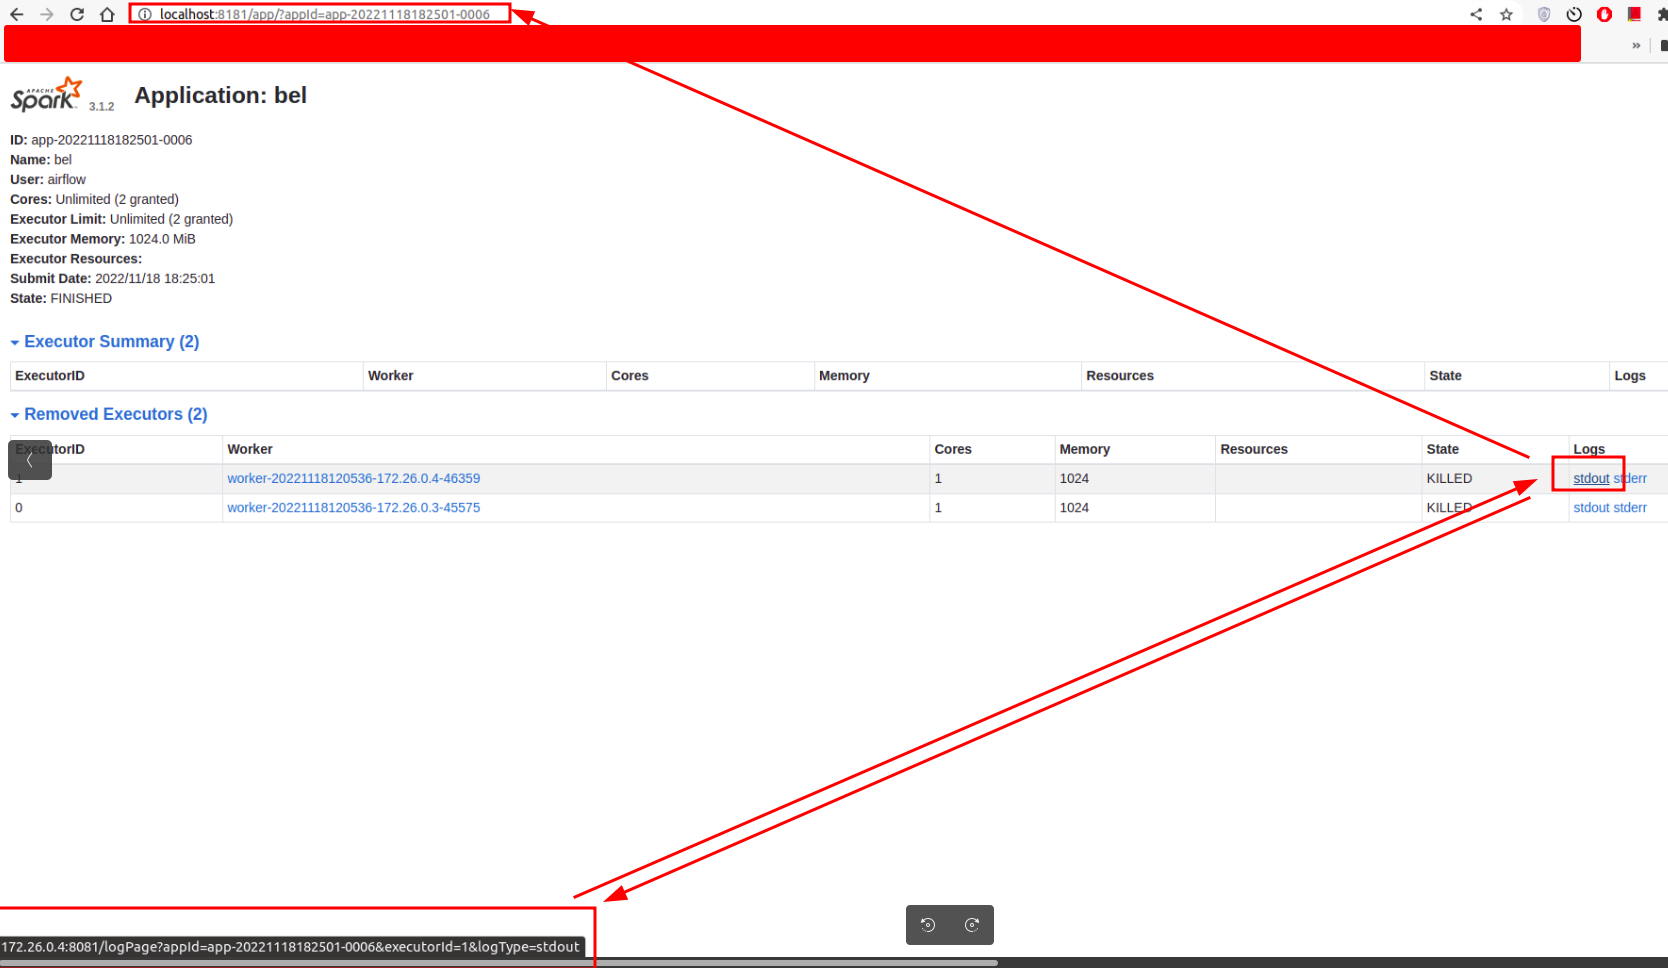 localhost:8181/app/?appId=app-20221118182501-0006
»
APACHE
Spark 3.1.2 Application: bel
ID: app-20221118182501-0006
Name: bel
User: airflow
Cores: Unlimited (2 granted)
Executor Limit: Unlimited (2 granted)
Executor Memory: 1024.0 MiB
Executor Resources:
Submit Date: 2022/11/18 18:25:01
State: FINISHED
Executor Summary (2)
ExecutorID Worker Cores Memory Resources State Logs
Removed Executors (2)
ExecutorID Worker Cores Memory Resources State Logs
1 worker-20221118120536-172.26.0.4-46359 1 1024 KILLED stdout stderr
0 worker-20221118120536-172.26.0.3-45575 1 1024 KILLED stdout stderr
172.26.0.4:8081/logPage?appId=app-20221118182501-0006&executorId=1&logType=stdout